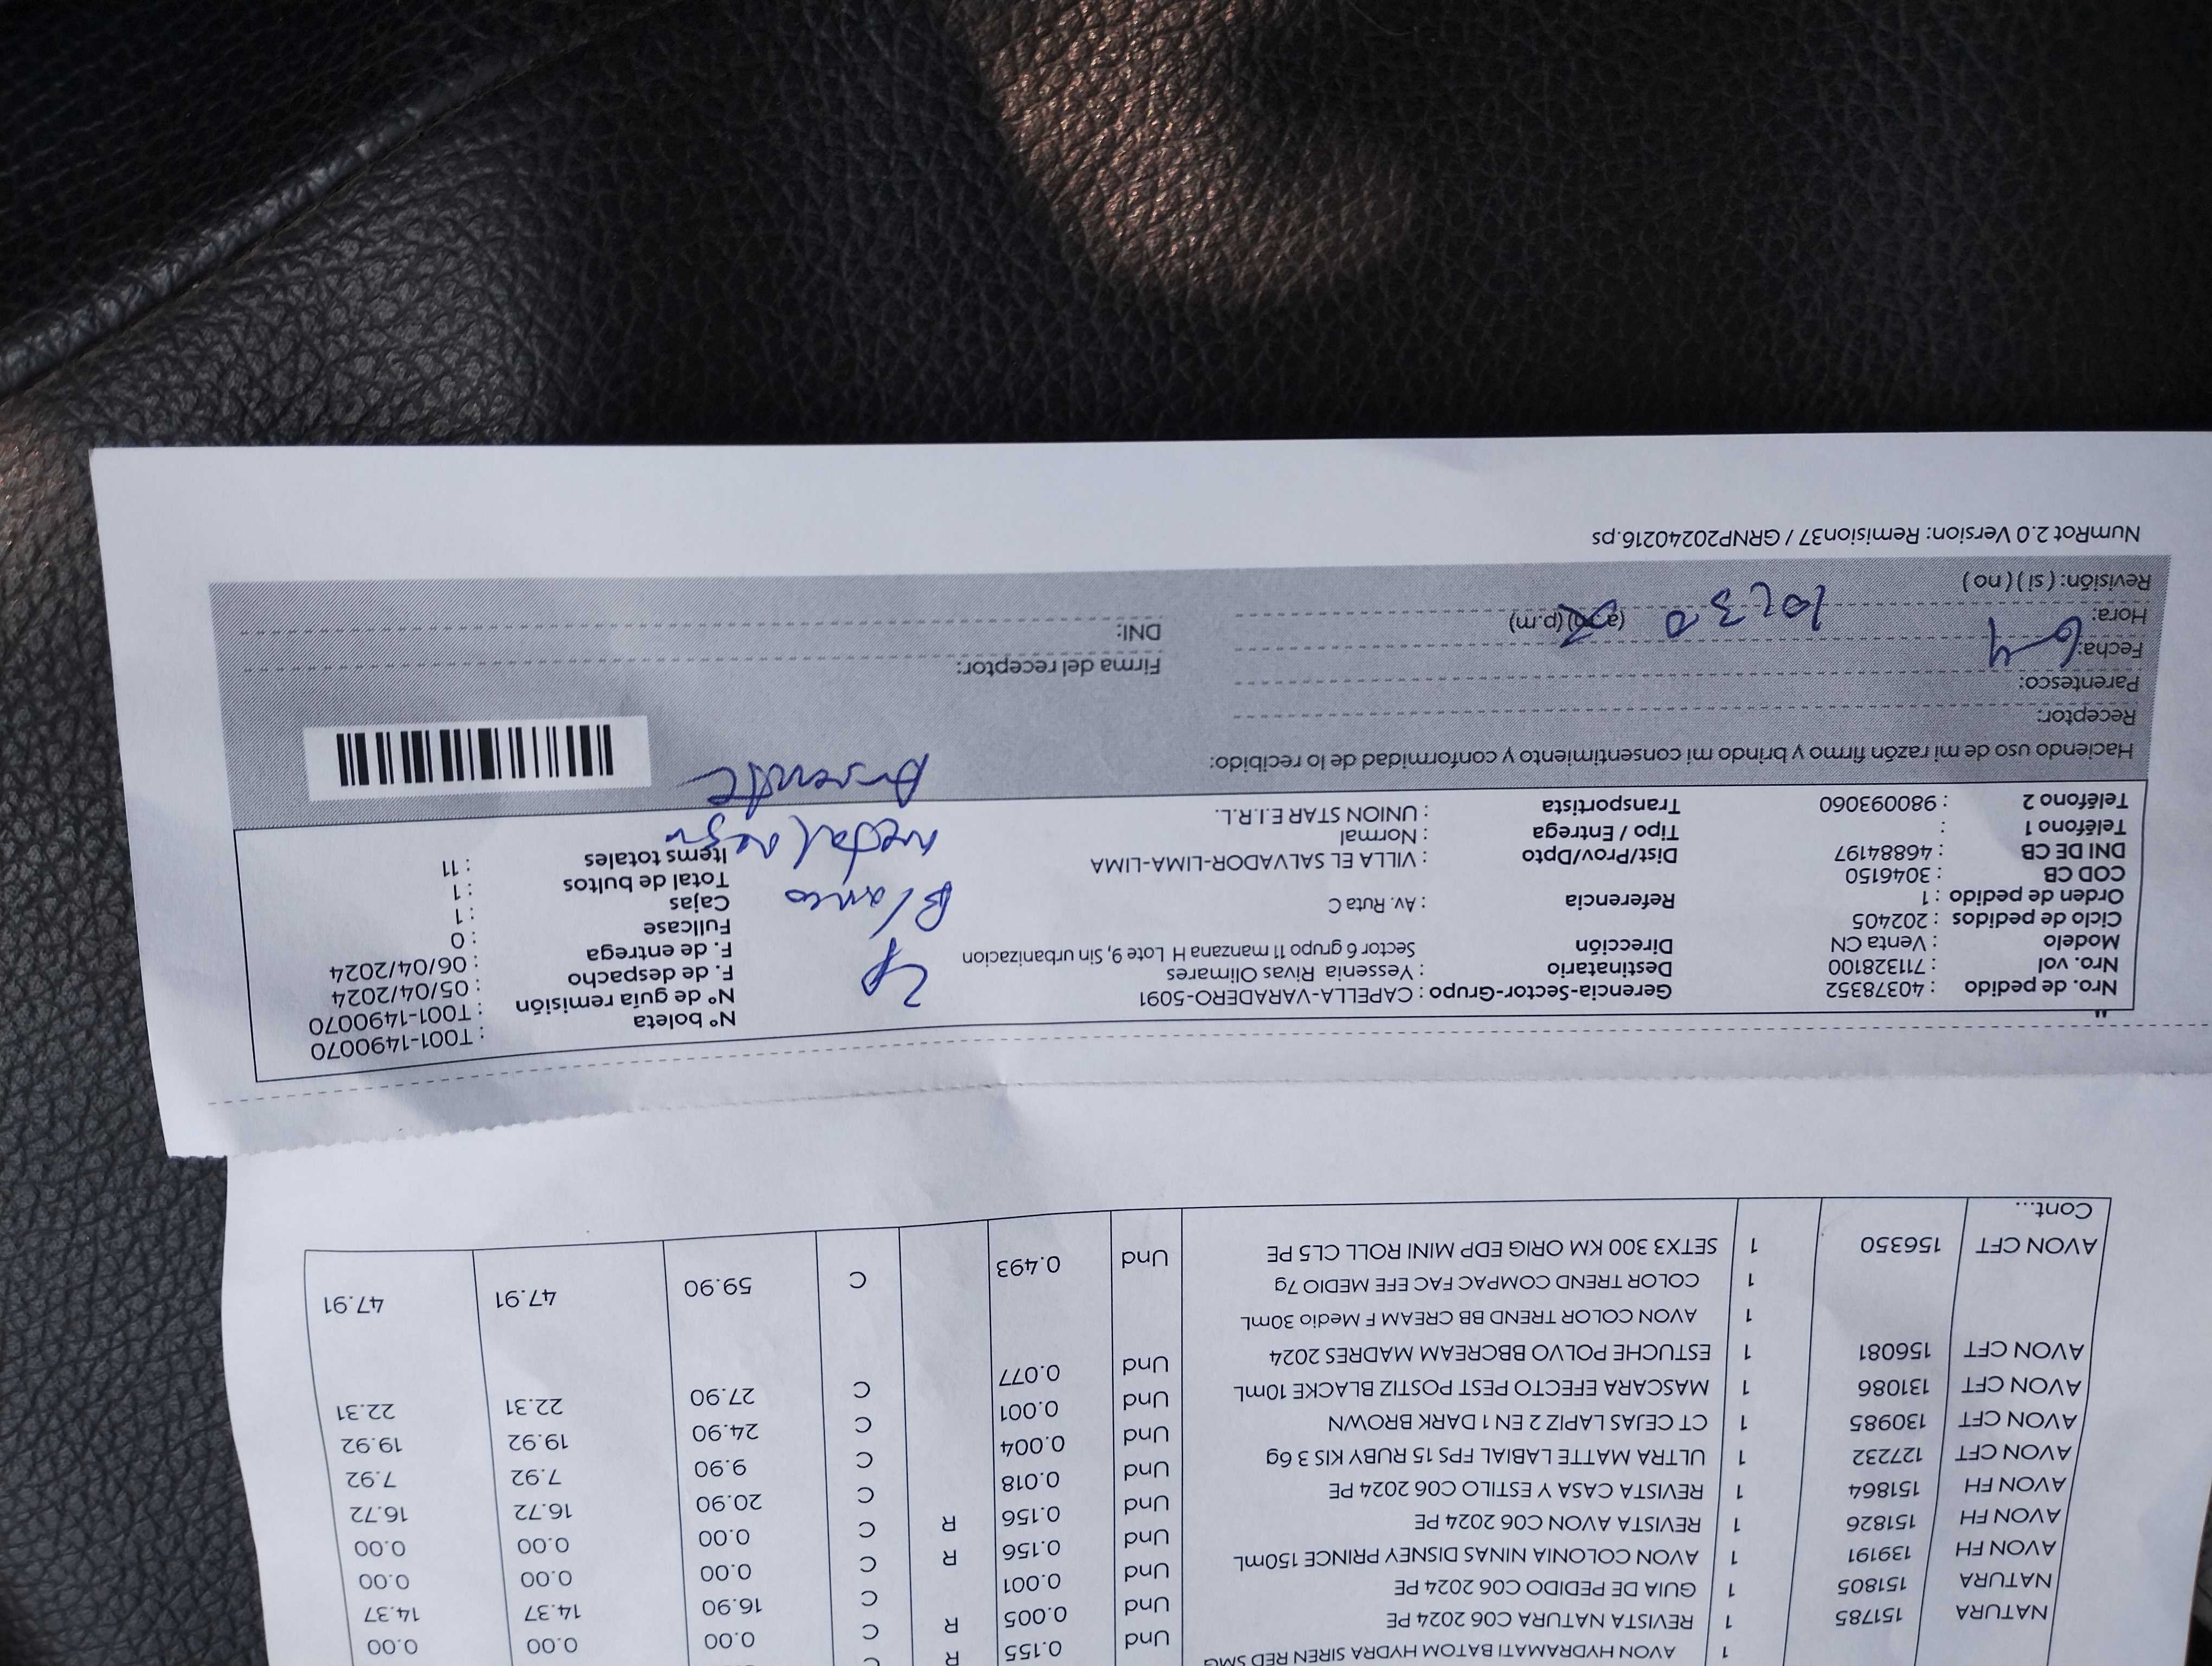 1 AVON HYDRAMATI BATOM HYDRA SIREN RED SMG
NATURA 151785 1 REVISTA NATURA C06 2024 PE Und 0.155 R C
NATURA 151805 1 GUIA DE PEDIDO C06 2024 PE Und 0.005 R C 0.00 0.00 0.00
AVON FH 139191 1 AVON COLONIA NINAS DISNEY PRINCE 150mL Und 0.001 C 16.90 14.37 14.37
AVON FH 151826 1 REVISTA AVON C06 2024 PE Und 0.156 R C 0.00 0.00 0.00
AVON FH 151864 1 REVISTA CASA Y ESTILO C06 2024 PE Und 0.156 R C 0.00 0.00 0.00
AVON CFT 127232 1 ULTRA MATTE LABIAL FPS 15 RUBY KIS 3 6g Und 0.018 C 20.90 16.72 16.72
AVON CFT 130985 1 CT CEJAS LAPIZ 2 EN 1 DARK BROWN Und 0.004 C 9.90 7.92 7.92
AVON CFT 131086 1 MASCARA EFECTO PEST POSTIZ BLACKE 10mL Und 0.001 C 24.90 19.92 19.92
AVON CFT 156081 1 ESTUCHE POLVO BBCREAM MADRES 2024 Und 0.077 C 27.90 22.31 22.31
1 AVON COLOR TREND BB CREAM F Medio 30mL
1 COLOR TREND COMPAC FAC EFE MEDIO 7g
AVON CFT 156350 1 SETX3 300 KM ORIG EDP MINI ROLL CL5 PE Und 0.493 C 59.90 47.91 47.91
Cont...
Nro. de pedido : 40378352
Nro. vol : 711328100
Modelo : Venta CN
Ciclo de pedidos : 202405
Orden de pedido : 1
COD CB : 3046150
DNI DE CB : 46884197
Teléfono 1 :
Teléfono 2 : 980093060
Gerencia-Sector-Grupo : CAPELLA-VARADERO-5091
Destinatario : Yessenia Rivas Olimares
Dirección Sector 6 grupo 11 manzana H Lote 9, Sin urbanizacion
Referencia : Av. Ruta C
Dist/Prov/Dpto : VILLA EL SALVADOR-LIMA-LIMA
Tipo / Entrega : Normal
Transportista : UNION STAR E.I.R.L.
2p
Blanco
metal negr
Ausente
N° boleta : T001-1490070
N° de guía remisión : T001-1490070
F. de despacho : 05/04/2024
F. de entrega : 06/04/2024
Fullcase : 0
Cajas : 1
Total de bultos : 1
Items totales : 11
Haciendo uso de mi razón firmo y brindo mi consentimiento y conformidad de lo recibido:
Receptor:
Parentesco:
Fecha: 6-4
Hora: (p.m)
Revisión: ( si ) ( no )
Firma del receptor:
DNI:
NumRot 2.0 Version: Remision37 / GRNP20240216.ps